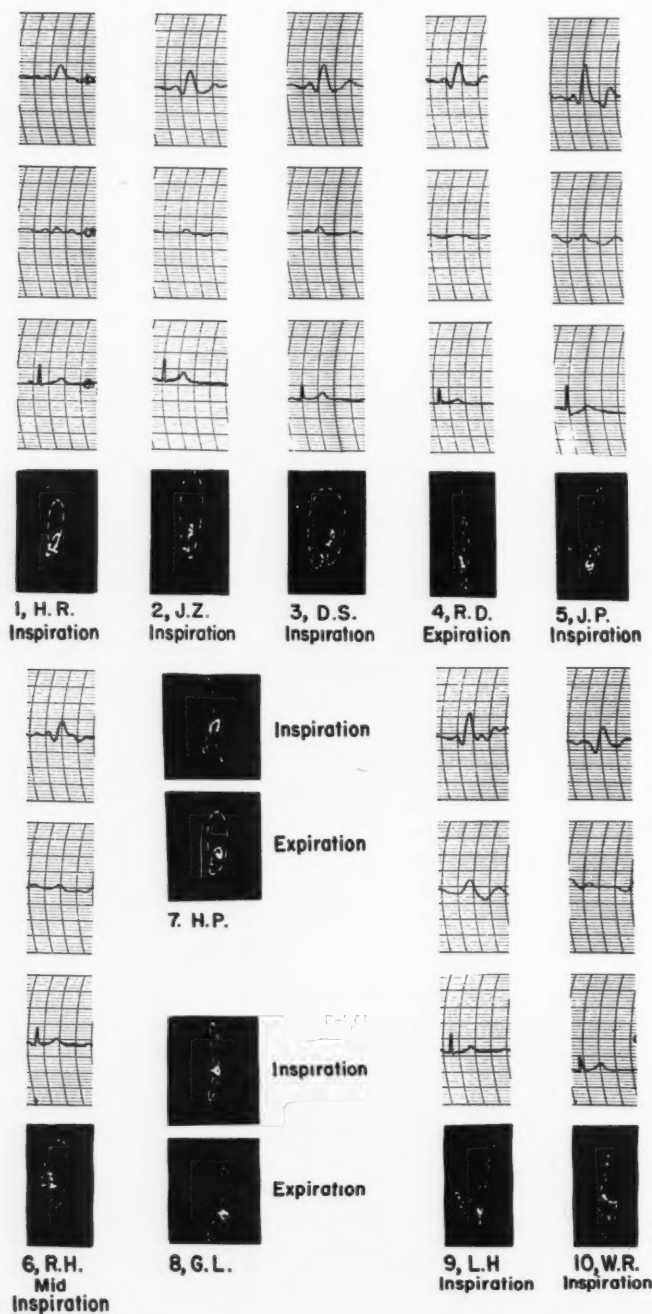 1, H.R.
Inspiration
2, J.Z.
Inspiration
3, D.S.
Inspiration
4, R.D.
Expiration
5, J.P.
Inspiration
Inspiration
Expiration
7. H.P.
Inspiration
Expiration
6, R.H.
Mid
Inspiration
8, G.L.
9, L.H
Inspiration
10, W.R.
Inspiration